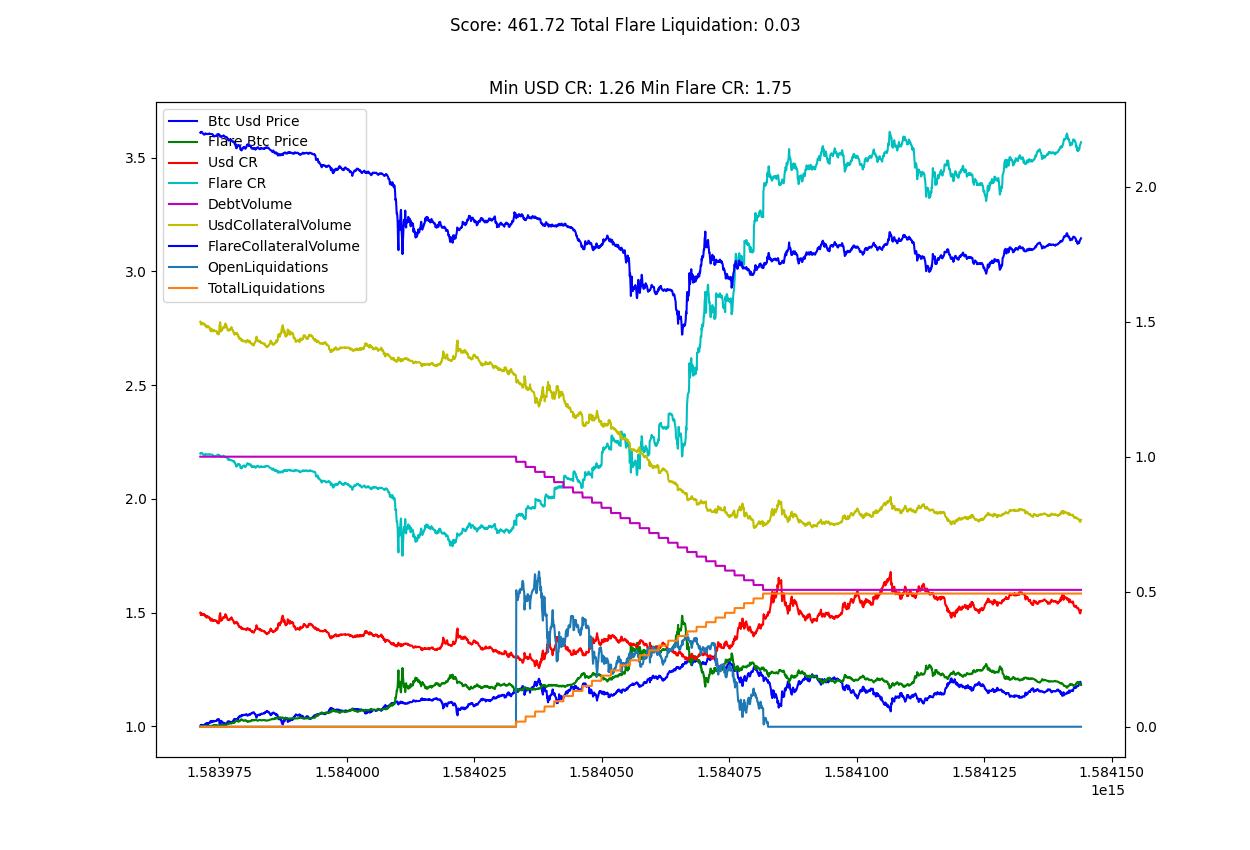 Score: 461.72 Total Flare Liquidation: 0.03
Min USD CR: 1.26 Min Flare CR: 1.75
Btc Usd Price
Flare Btc Price
Usd CR
Flare CR
DebtVolume
UsdCollateralVolume
FlareCollateralVolume
OpenLiquidations
TotalLiquidations
3.5
3.0
2.5
2.0
1.5
1.0
2.0
1.5
1.0
0.5
0.0
1.583975 1.584000 1.584025 1.584050 1.584075 1.584100 1.584125 1.584150
1e15